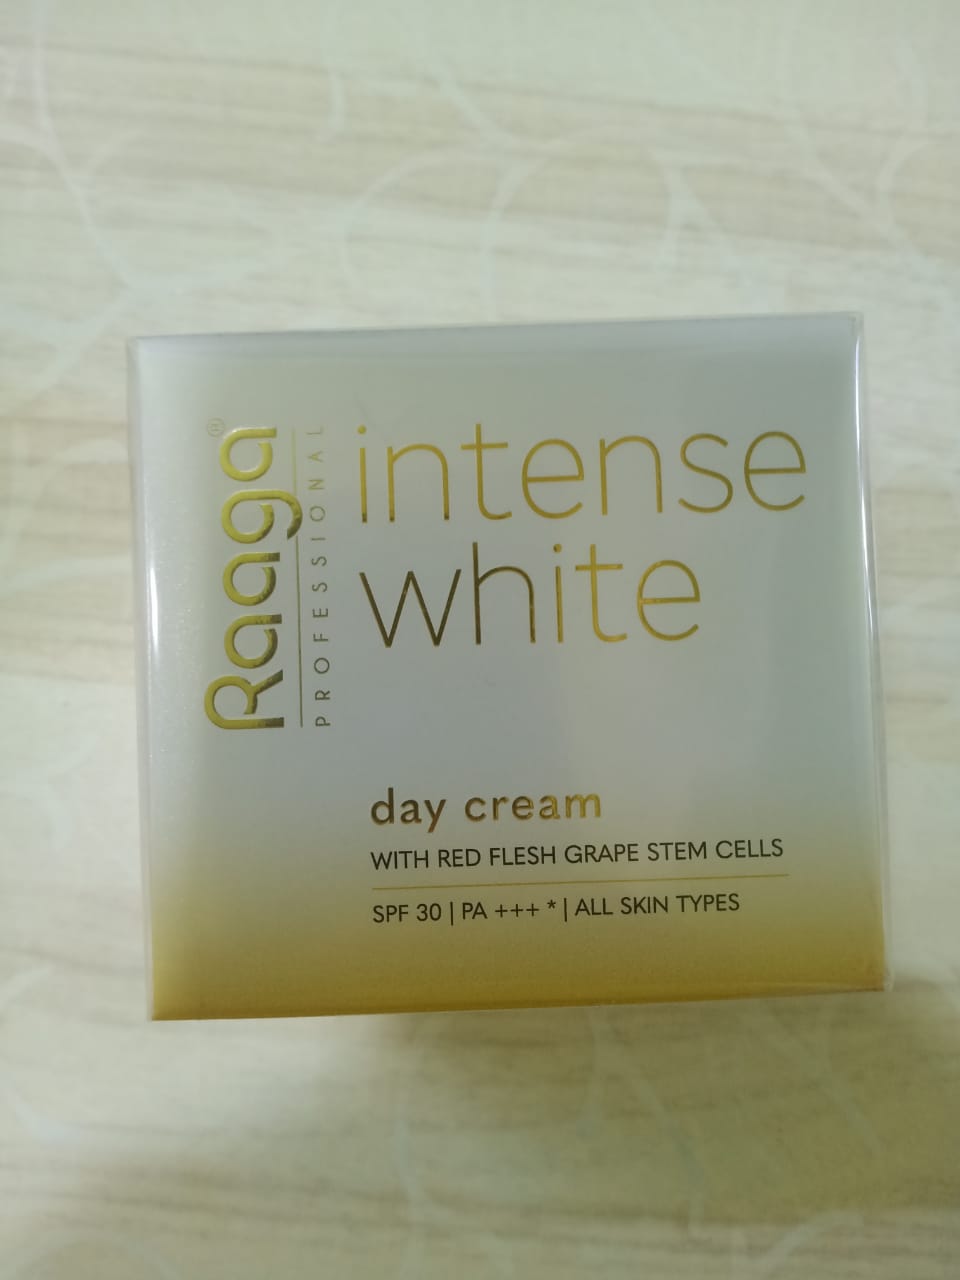 Raaga®
PROFESSIONAL
intense
white
day cream
WITH RED FLESH GRAPE STEM CELLS
SPF 30 | PA +++ * | ALL SKIN TYPES